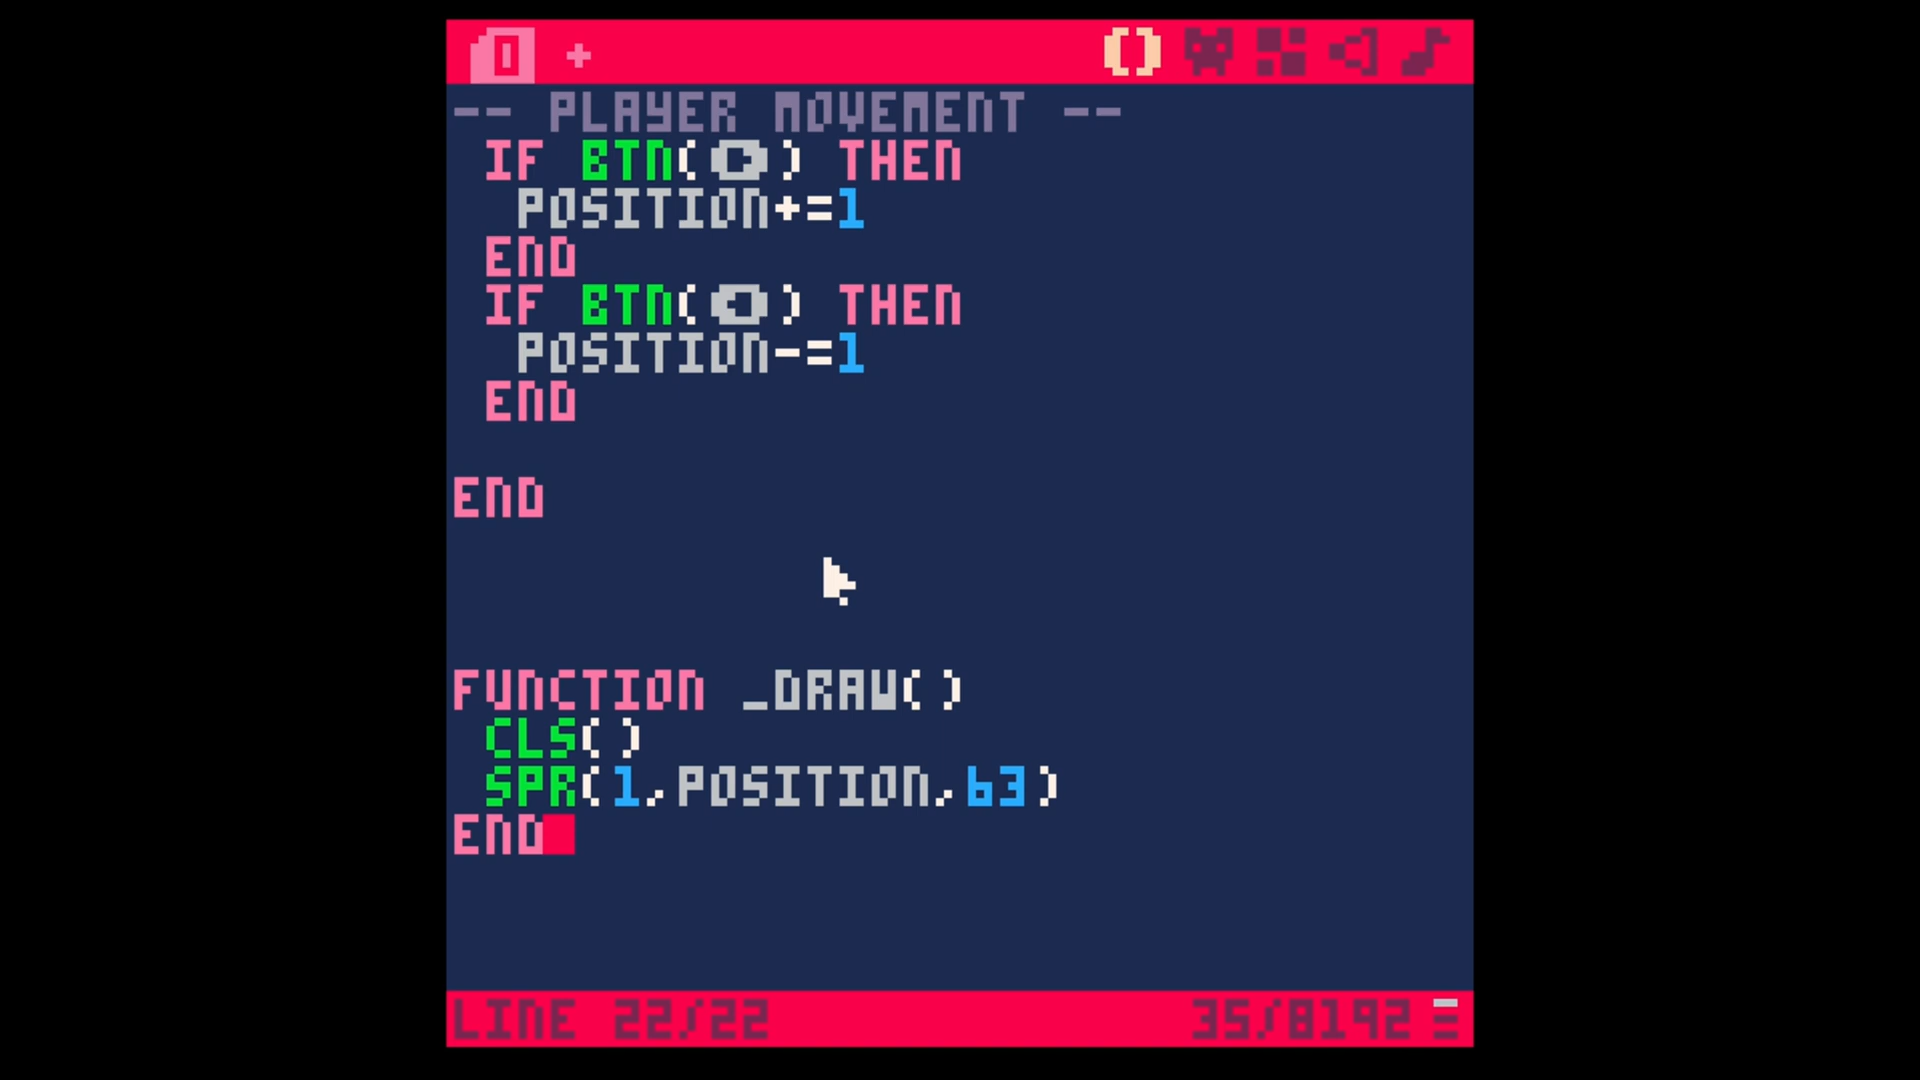 0 +
-- PLAYER MOVEMENT --
IF BTN(➡️) THEN
POSITION+=1
END
IF BTN(⬅️) THEN
POSITION-=1
END
END
FUNCTION _DRAW()
CLS()
SPR(1,POSITION,63)
END
LINE 22/22 35/8192